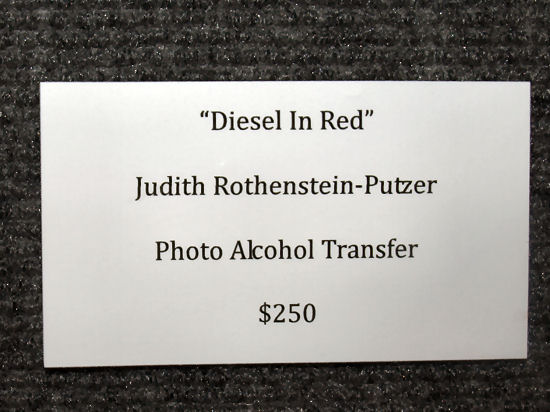 “Diesel In Red”
Judith Rothenstein-Putzer
Photo Alcohol Transfer
$250